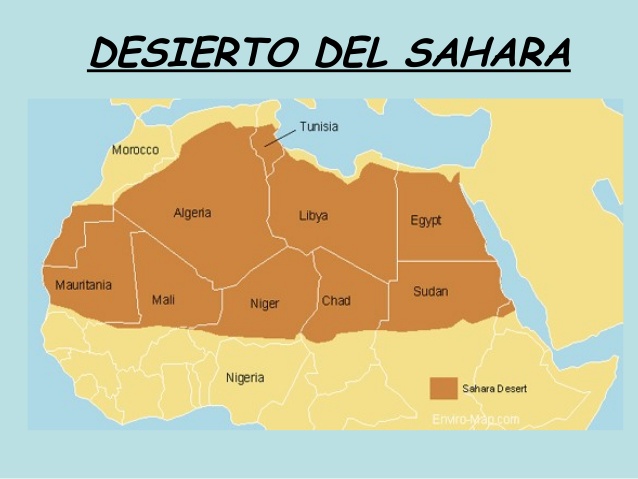 DESIERTO DEL SAHARA
Tunisia
Morocco
Algeria
Libya
Egypt
Mauritania
Mali
Niger
Chad
Sudan
Nigeria
Sahara Desert
Enviro-Map.com